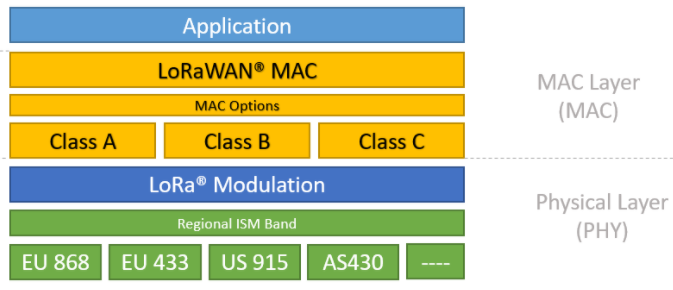 Application
LoRaWAN® MAC
MAC Options
Class A
Class B
Class C
MAC Layer
(MAC)
LoRa® Modulation
Regional ISM Band
EU 868
EU 433
US 915
AS430
----
Physical Layer
(PHY)